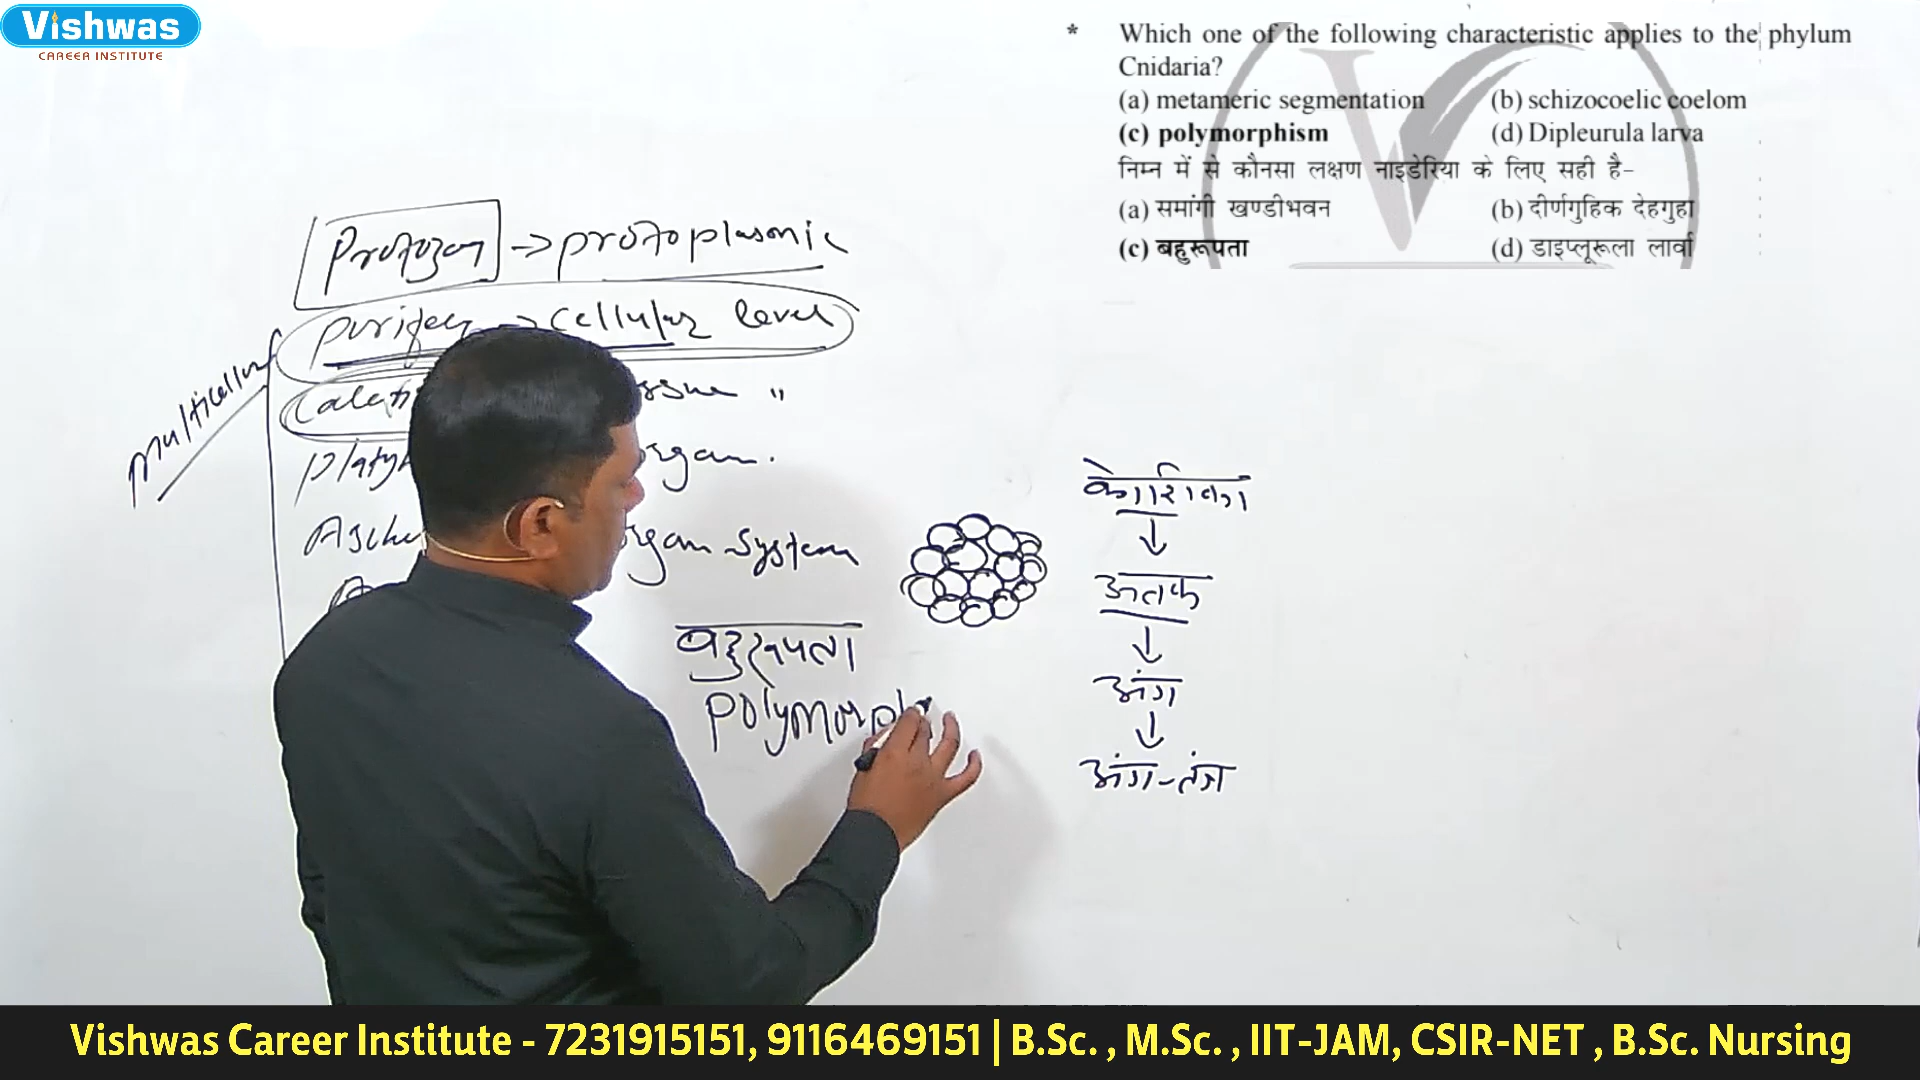 Vishwas
CAREER INSTITUTE
* Which one of the following characteristic applies to the phylum
Cnidaria?
(a) metameric segmentation (b) schizocoelic coelom
(c) polymorphism (d) Dipleurula larva
निम्न में से कौनसा लक्षण नाइडेरिया के लिए सही है-
(a) समांगी खण्डीभवन (b) दीर्णगुहिक देहगुहा
(c) बहुरूपता (d) डाइप्लूरूला लार्वा
→ protoplasmic
→ cellular level
multicellular
organ.
organ system
बहुरूपता
polymorph
↓
ऊतक
↓
अंग
↓
अंग-तंत्र
Vishwas Career Institute - 7231915151, 9116469151 | B.Sc. , M.Sc. , IIT-JAM, CSIR-NET , B.Sc. Nursing